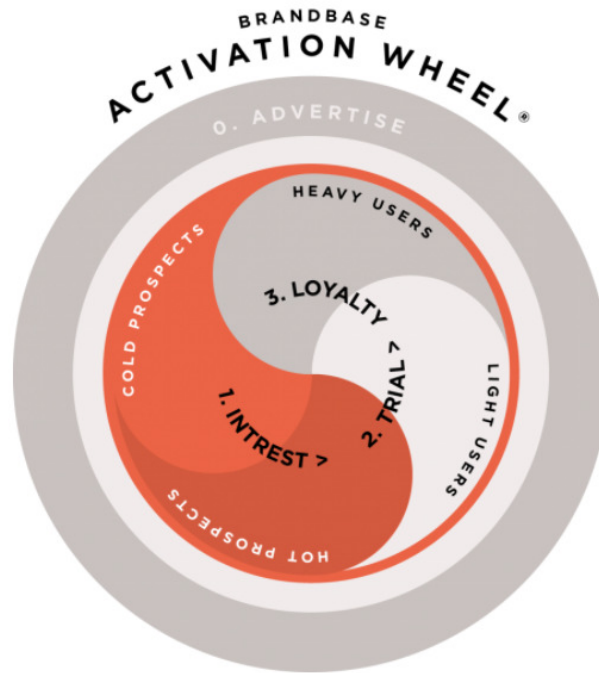 BRANDBASE
ACTIVATION WHEEL®
0. ADVERTISE
HEAVY USERS
COLD PROSPECTS
3. LOYALTY
1. INTREST >
2. TRIAL >
LIGHT USERS
HOT PROSPECTS